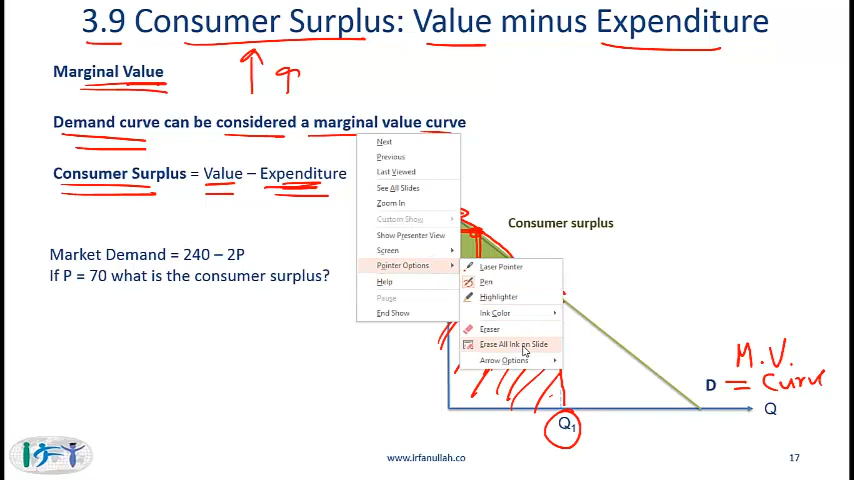 3.9 Consumer Surplus: Value minus Expenditure
Marginal Value
Demand curve can be considered a marginal value curve
Consumer Surplus = Value – Expenditure
Market Demand = 240 – 2P
If P = 70 what is the consumer surplus?
Next
Previous
Last Viewed
See All Slides
Zoom In
Custom Show
Show Presenter View
Screen
Pointer Options
Help
Pause
End Show
Laser Pointer
Pen
Highlighter
Ink Color
Eraser
Erase All Ink on Slide
Arrow Options
Consumer surplus
M.V.
D = Curve
Q
Q1
www.irfanullah.co
17